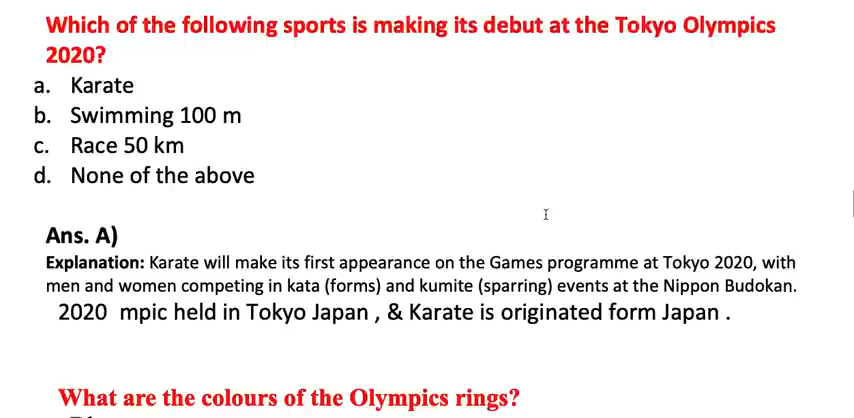 Which of the following sports is making its debut at the Tokyo Olympics
2020?
a. Karate
b. Swimming 100 m
c. Race 50 km
d. None of the above
Ans. A)
Explanation: Karate will make its first appearance on the Games programme at Tokyo 2020, with
men and women competing in kata (forms) and kumite (sparring) events at the Nippon Budokan.
2020 mpic held in Tokyo Japan , & Karate is originated form Japan .
What are the colours of the Olympics rings?